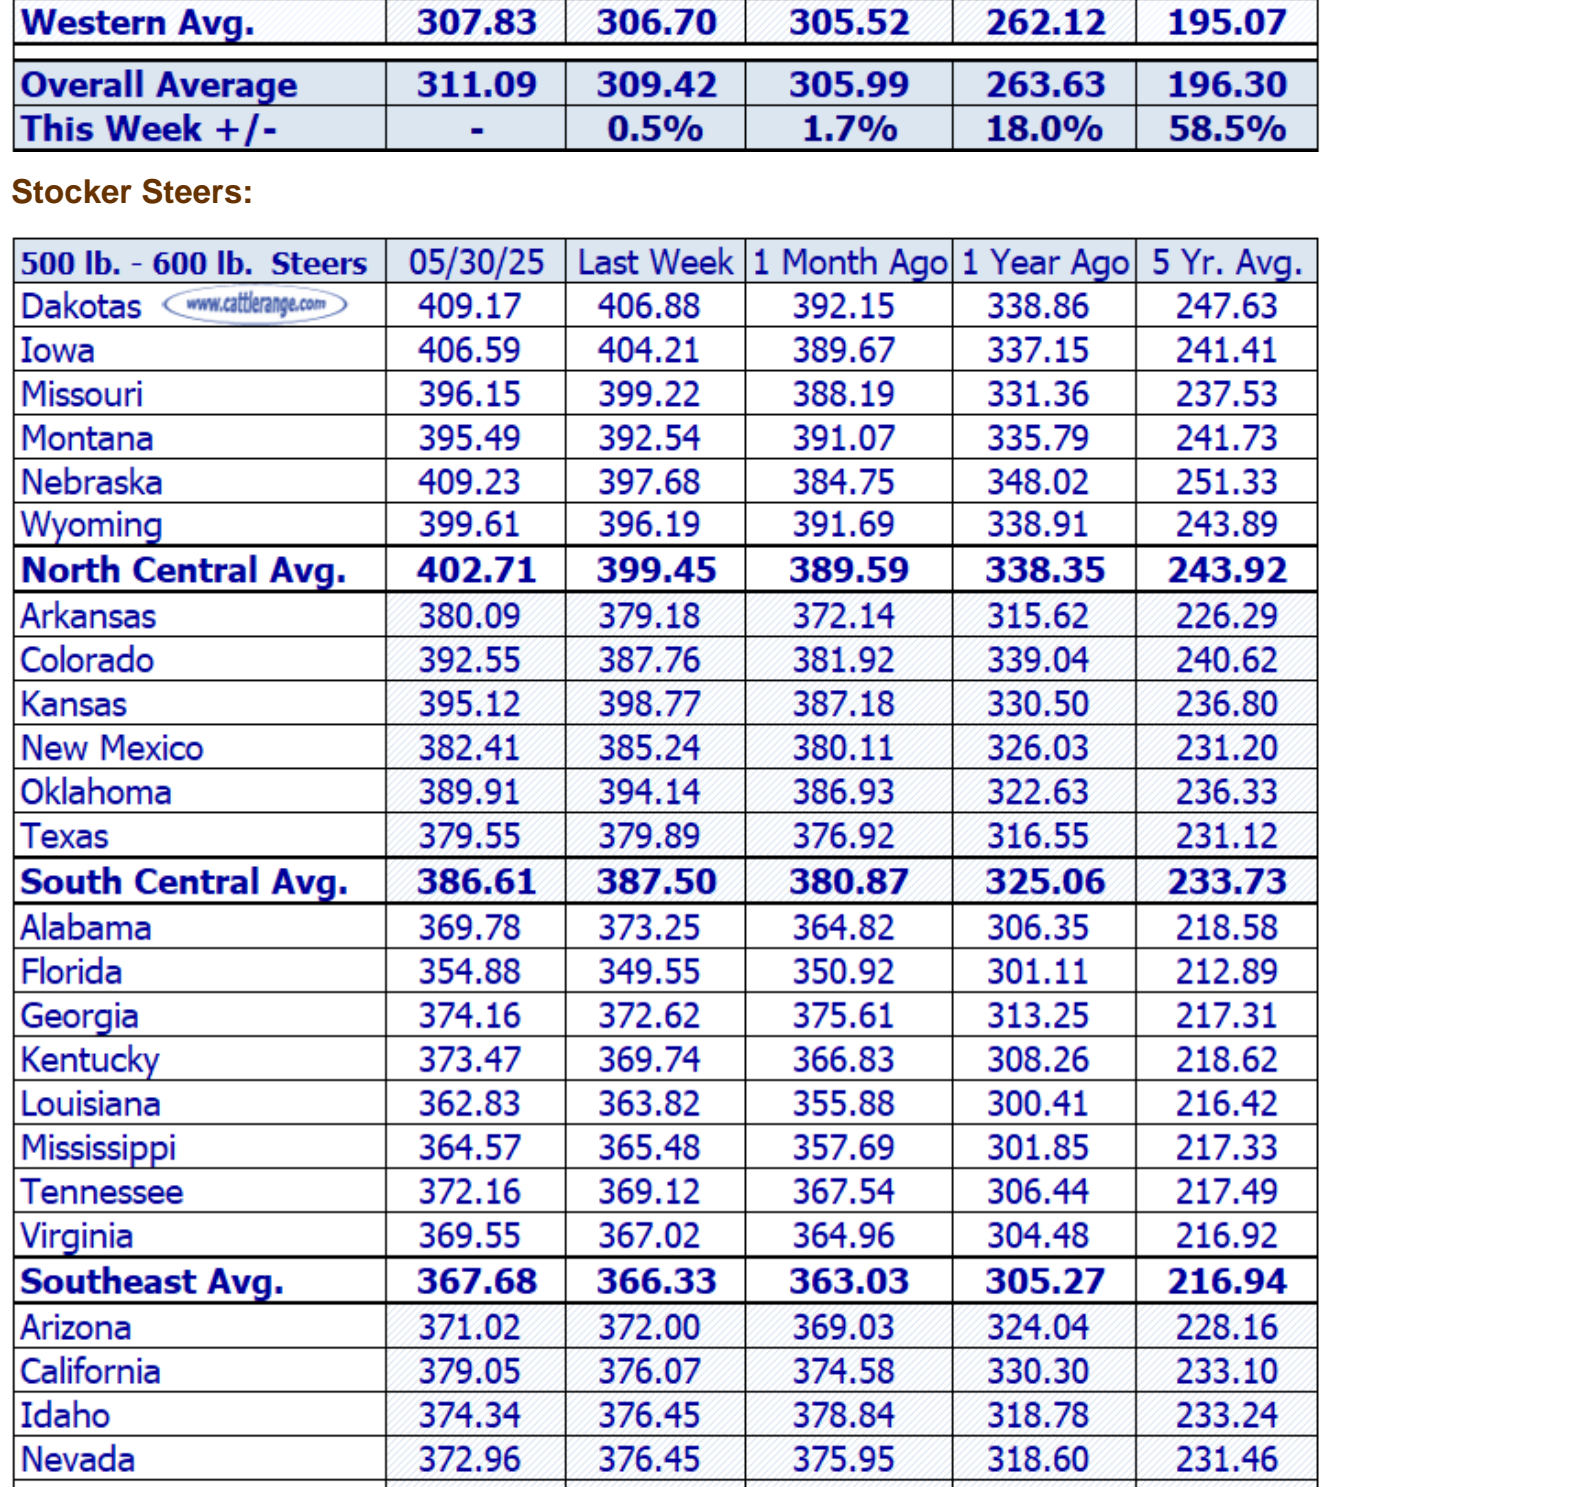 Western Avg. 307.83 306.70 305.52 262.12 195.07
Overall Average 311.09 309.42 305.99 263.63 196.30
This Week +/- - 0.5% 1.7% 18.0% 58.5%
Stocker Steers:
500 lb. - 600 lb. Steers 05/30/25 Last Week 1 Month Ago 1 Year Ago 5 Yr. Avg.
Dakotas www.cattlerange.com 409.17 406.88 392.15 338.86 247.63
Iowa 406.59 404.21 389.67 337.15 241.41
Missouri 396.15 399.22 388.19 331.36 237.53
Montana 395.49 392.54 391.07 335.79 241.73
Nebraska 409.23 397.68 384.75 348.02 251.33
Wyoming 399.61 396.19 391.69 338.91 243.89
North Central Avg. 402.71 399.45 389.59 338.35 243.92
Arkansas 380.09 379.18 372.14 315.62 226.29
Colorado 392.55 387.76 381.92 339.04 240.62
Kansas 395.12 398.77 387.18 330.50 236.80
New Mexico 382.41 385.24 380.11 326.03 231.20
Oklahoma 389.91 394.14 386.93 322.63 236.33
Texas 379.55 379.89 376.92 316.55 231.12
South Central Avg. 386.61 387.50 380.87 325.06 233.73
Alabama 369.78 373.25 364.82 306.35 218.58
Florida 354.88 349.55 350.92 301.11 212.89
Georgia 374.16 372.62 375.61 313.25 217.31
Kentucky 373.47 369.74 366.83 308.26 218.62
Louisiana 362.83 363.82 355.88 300.41 216.42
Mississippi 364.57 365.48 357.69 301.85 217.33
Tennessee 372.16 369.12 367.54 306.44 217.49
Virginia 369.55 367.02 364.96 304.48 216.92
Southeast Avg. 367.68 366.33 363.03 305.27 216.94
Arizona 371.02 372.00 369.03 324.04 228.16
California 379.05 376.07 374.58 330.30 233.10
Idaho 374.34 376.45 378.84 318.78 233.24
Nevada 372.96 376.45 375.95 318.60 231.46